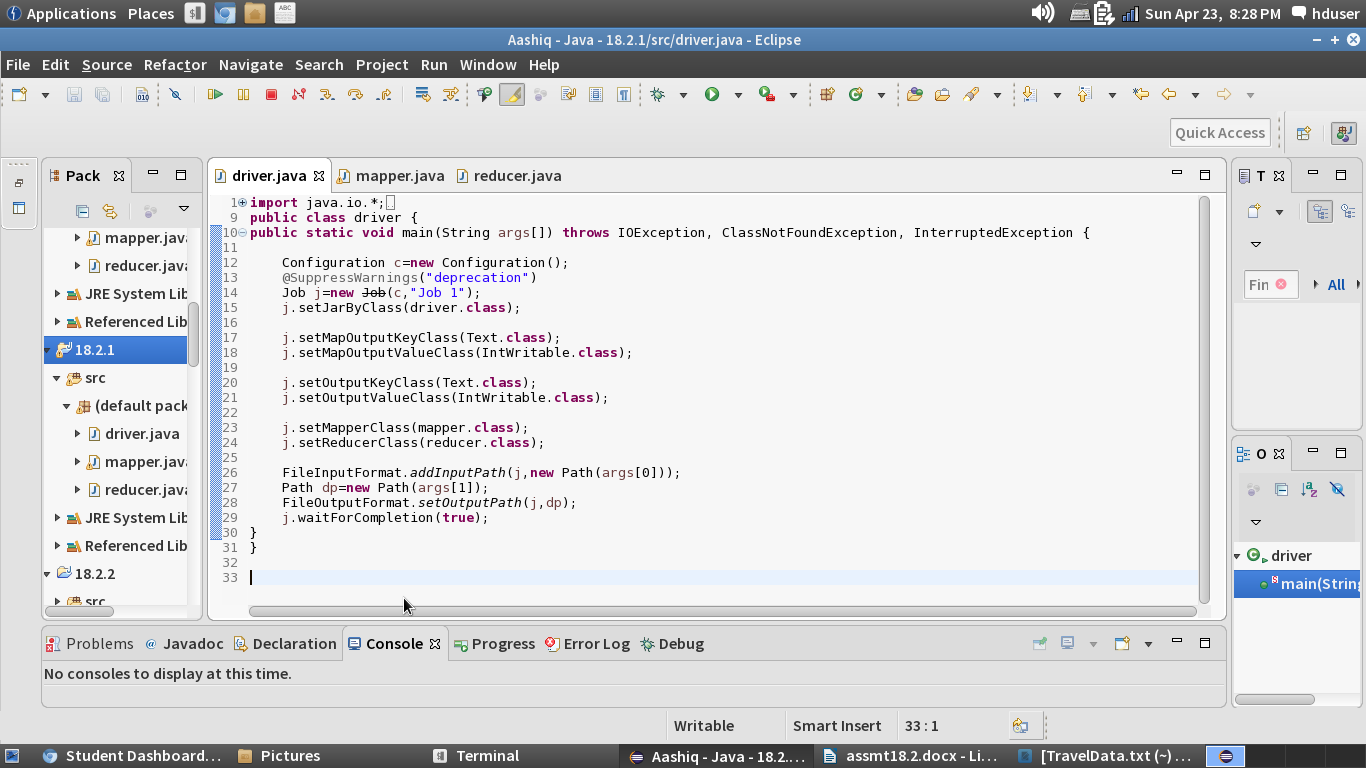 Applications Places Sun Apr 23, 8:28 PM hduser
Aashiq - Java - 18.2.1/src/driver.java - Eclipse
File Edit Source Refactor Navigate Search Project Run Window Help
Quick Access
Pack
mapper.java
reducer.java
JRE System Lib
Referenced Lib
18.2.1
src
(default pack
driver.java
mapper.java
reducer.java
JRE System Lib
Referenced Lib
18.2.2
src
driver.java mapper.java reducer.java
1 import java.io.*;
9 public class driver {
10 public static void main(String args[]) throws IOException, ClassNotFoundException, InterruptedException {
11
12 Configuration c=new Configuration();
13 @SuppressWarnings("deprecation")
14 Job j=new Job(c,"Job 1");
15 j.setJarByClass(driver.class);
16
17 j.setMapOutputKeyClass(Text.class);
18 j.setMapOutputValueClass(IntWritable.class);
19
20 j.setOutputKeyClass(Text.class);
21 j.setOutputValueClass(IntWritable.class);
22
23 j.setMapperClass(mapper.class);
24 j.setReducerClass(reducer.class);
25
26 FileInputFormat.addInputPath(j,new Path(args[0]));
27 Path dp=new Path(args[1]);
28 FileOutputFormat.setOutputPath(j,dp);
29 j.waitForCompletion(true);
30 }
31 }
32
33
T
Fin All
O
driver
main(String
Problems @ Javadoc Declaration Console Progress Error Log Debug
No consoles to display at this time.
Writable Smart Insert 33 : 1
Student Dashboard... Pictures Terminal Aashiq - Java - 18.2.... assmt18.2.docx - Li... [TravelData.txt (~) ...